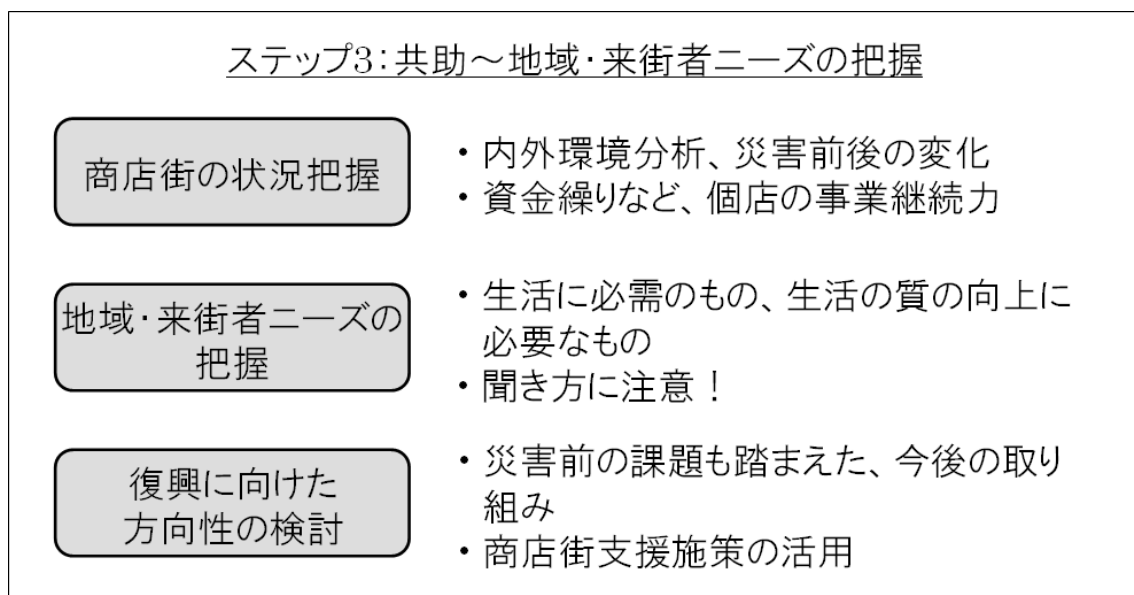 ステップ3：共助～地域・来街者ニーズの把握
商店街の状況把握
・内外環境分析、災害前後の変化
・資金繰りなど、個店の事業継続力
地域・来街者ニーズの
把握
・生活に必需のもの、生活の質の向上に
必要なもの
・聞き方に注意！
復興に向けた
方向性の検討
・災害前の課題も踏まえた、今後の取り
組み
・商店街支援施策の活用